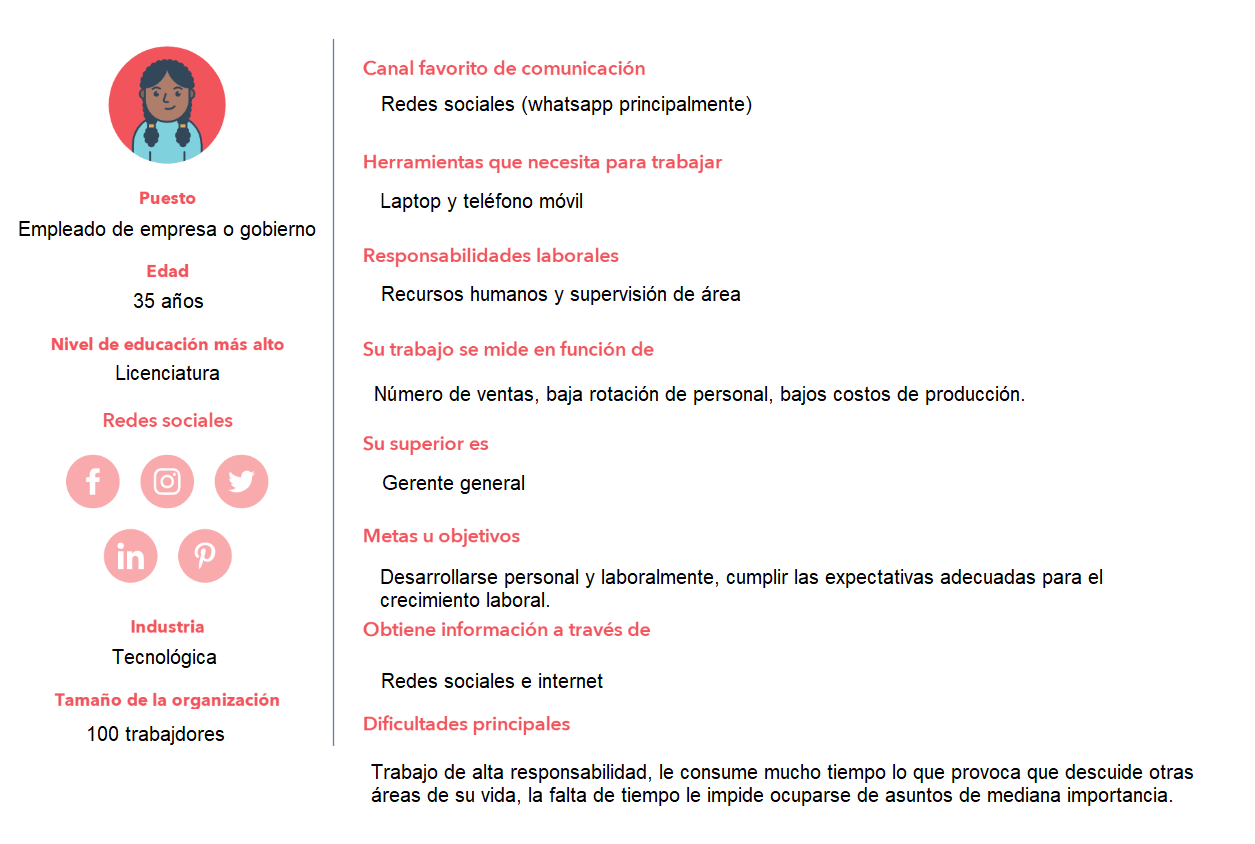 Puesto
Empleado de empresa o gobierno
Edad
35 años
Nivel de educación más alto
Licenciatura
Redes sociales
Industria
Tecnológica
Tamaño de la organización
100 trabajdores
Canal favorito de comunicación
Redes sociales (whatsapp principalmente)
Herramientas que necesita para trabajar
Laptop y teléfono móvil
Responsabilidades laborales
Recursos humanos y supervisión de área
Su trabajo se mide en función de
Número de ventas, baja rotación de personal, bajos costos de producción.
Su superior es
Gerente general
Metas u objetivos
Desarrollarse personal y laboralmente, cumplir las expectativas adecuadas para el
crecimiento laboral.
Obtiene información a través de
Redes sociales e internet
Dificultades principales
Trabajo de alta responsabilidad, le consume mucho tiempo lo que provoca que descuide otras
áreas de su vida, la falta de tiempo le impide ocuparse de asuntos de mediana importancia.